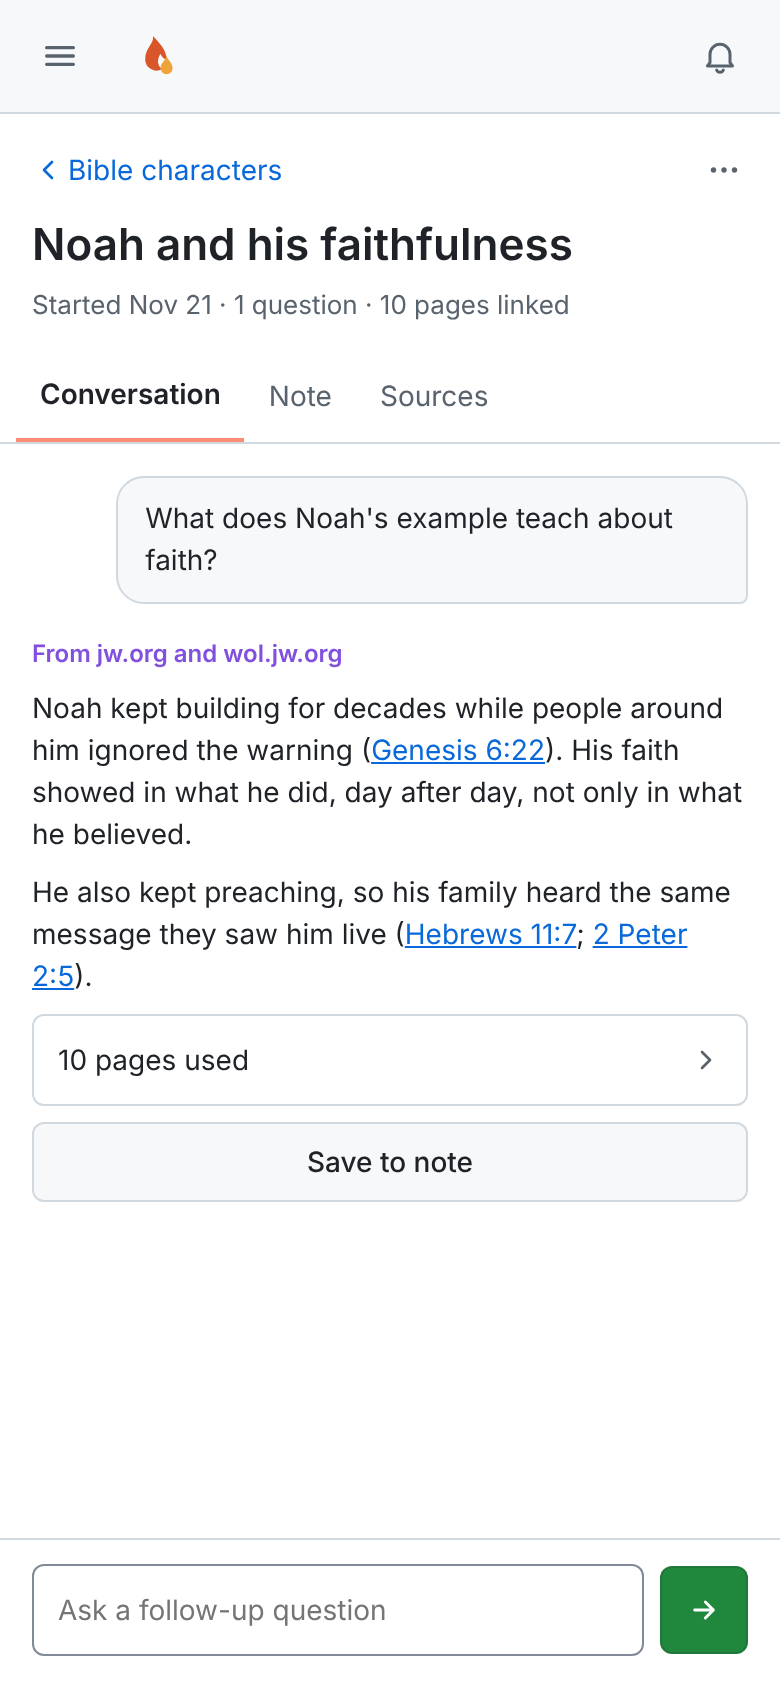 Bible characters
Noah and his faithfulness
Started Nov 21 · 1 question · 10 pages linked
Conversation Note Sources
What does Noah's example teach about
faith?
From jw.org and wol.jw.org
Noah kept building for decades while people around
him ignored the warning (Genesis 6:22). His faith
showed in what he did, day after day, not only in what
he believed.
He also kept preaching, so his family heard the same
message they saw him live (Hebrews 11:7; 2 Peter
2:5).
10 pages used
Save to note
Ask a follow-up question